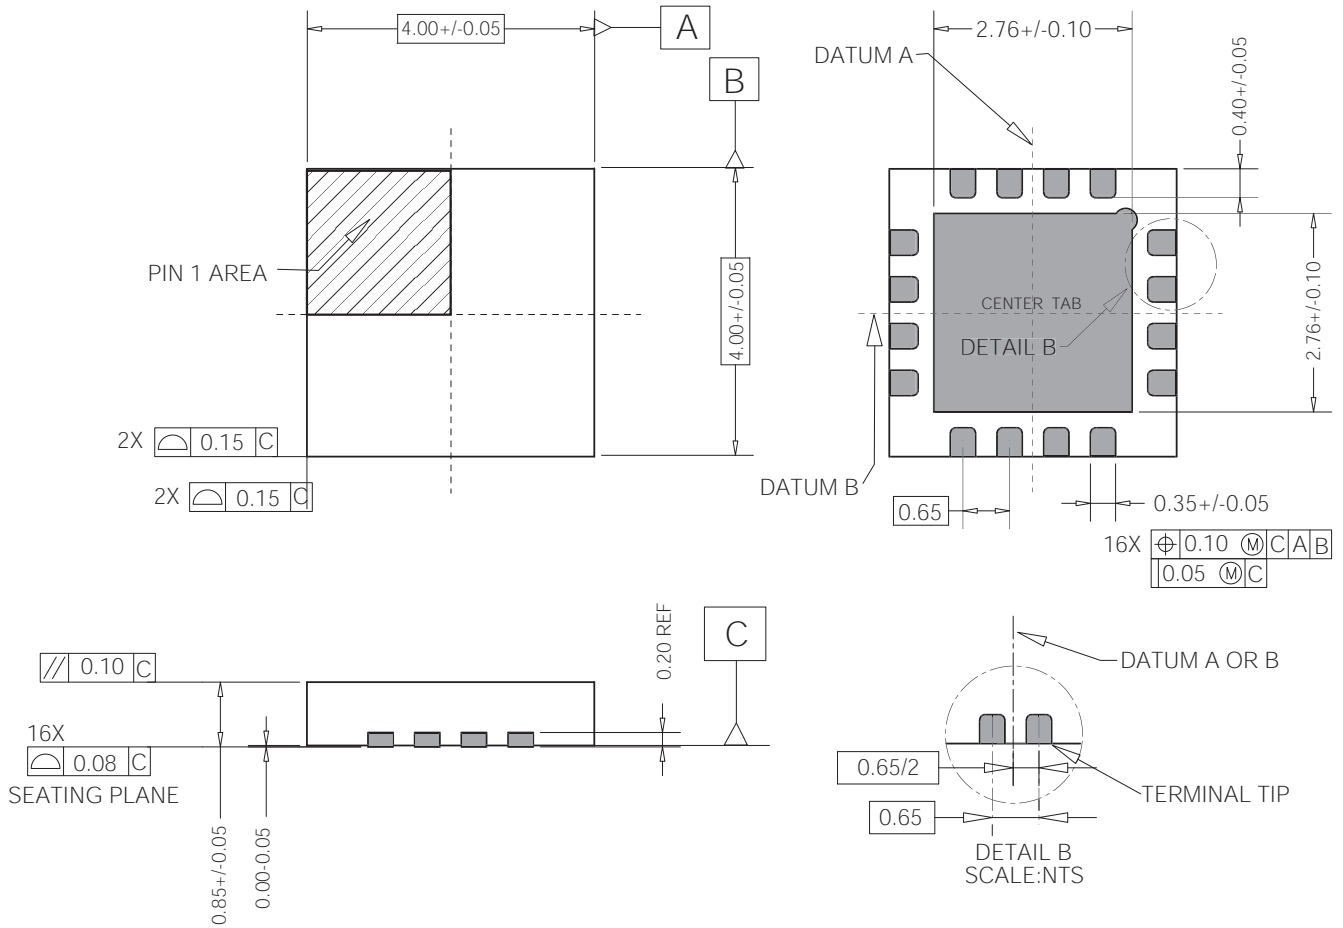 4.00+/-0.05
A
B
PIN 1 AREA
4.00+/-0.05
2X 0.15 C
2X 0.15 C
2.76+/-0.10
DATUM A
0.40+/-0.05
2.76+/-0.10
CENTER TAB
DETAIL B
DATUM B
0.65
0.35+/-0.05
16X ⌖ 0.10 Ⓜ C A B
0.05 Ⓜ C
// 0.10 C
16X
⌓ 0.08 C
SEATING PLANE
0.85+/-0.05
0.00-0.05
0.20 REF
C
DATUM A OR B
0.65/2
TERMINAL TIP
0.65
DETAIL B
SCALE:NTS